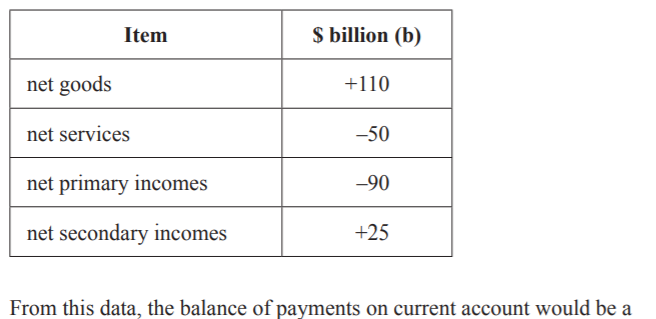 Item $ billion (b)
net goods +110
net services –50
net primary incomes –90
net secondary incomes +25
From this data, the balance of payments on current account would be a